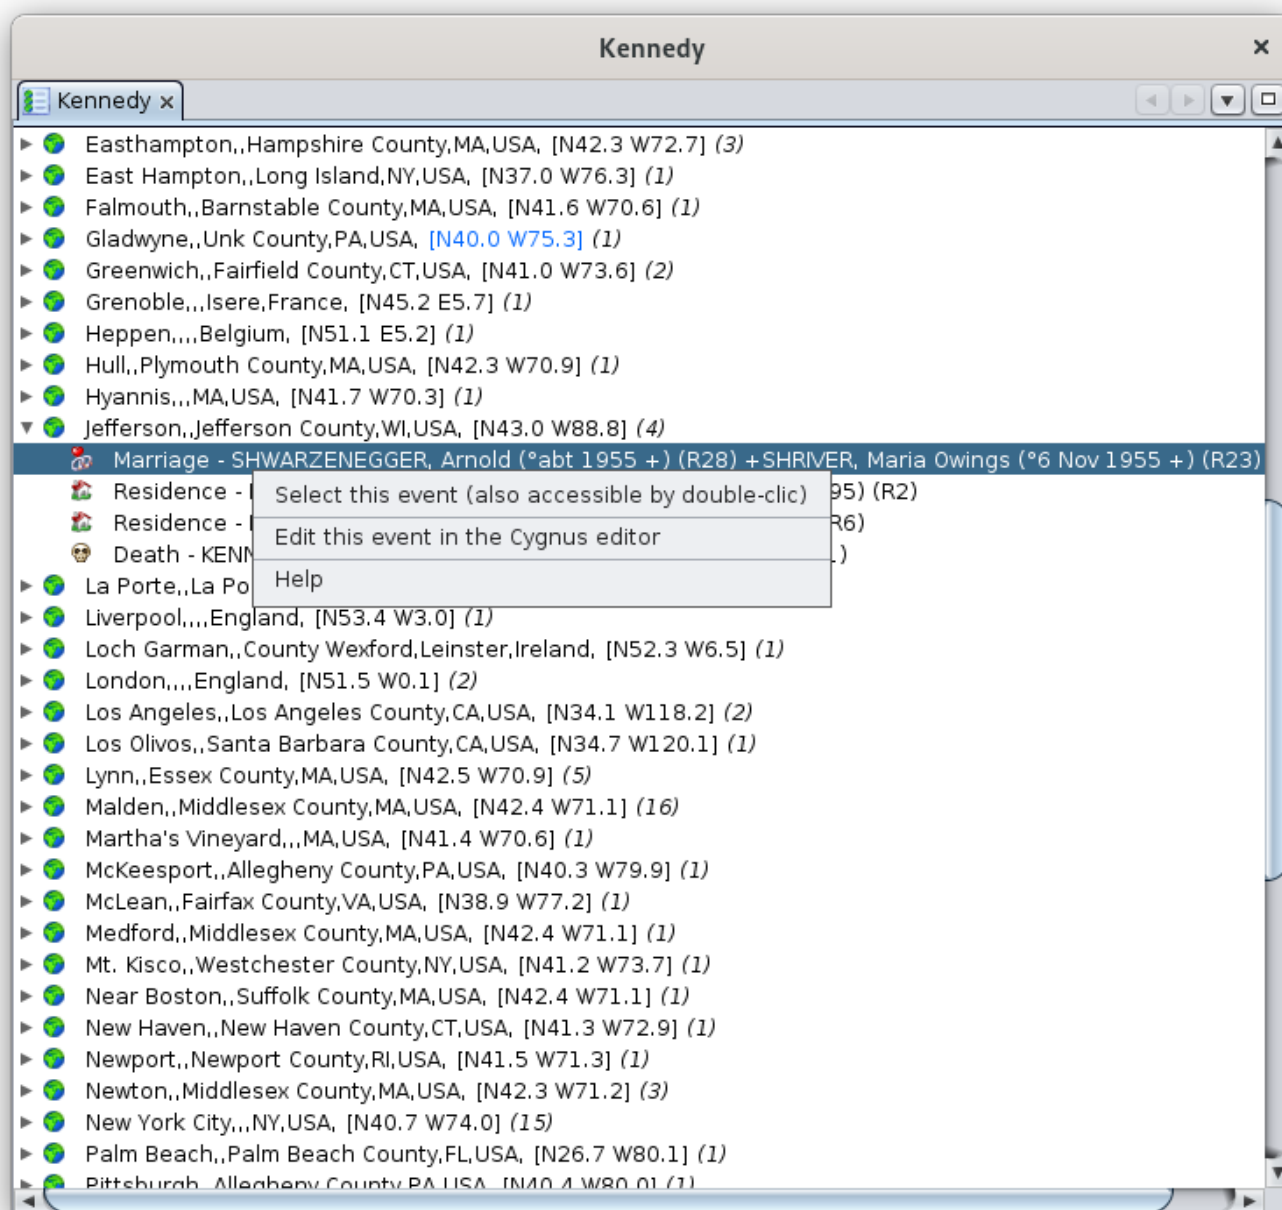 Kennedy
Kennedy
Easthampton,,Hampshire County,MA,USA, [N42.3 W72.7] (3)
East Hampton,,Long Island,NY,USA, [N37.0 W76.3] (1)
Falmouth,,Barnstable County,MA,USA, [N41.6 W70.6] (1)
Gladwyne,,Unk County,PA,USA, [N40.0 W75.3] (1)
Greenwich,,Fairfield County,CT,USA, [N41.0 W73.6] (2)
Grenoble,,,Isere,France, [N45.2 E5.7] (1)
Heppen,,,,Belgium, [N51.1 E5.2] (1)
Hull,,Plymouth County,MA,USA, [N42.3 W70.9] (1)
Hyannis,,,MA,USA, [N41.7 W70.3] (1)
Jefferson,,Jefferson County,WI,USA, [N43.0 W88.8] (4)
Marriage - SHWARZENEGGER, Arnold (°abt 1955 +) (R28) +SHRIVER, Maria Owings (°6 Nov 1955 +) (R23)
Select this event (also accessible by double-clic)
Edit this event in the Cygnus editor
Help
Residence - 95) (R2)
Residence - R6)
Death - KENN )
La Porte,,La Po
Liverpool,,,,England, [N53.4 W3.0] (1)
Loch Garman,,County Wexford,Leinster,Ireland, [N52.3 W6.5] (1)
London,,,,England, [N51.5 W0.1] (2)
Los Angeles,,Los Angeles County,CA,USA, [N34.1 W118.2] (2)
Los Olivos,,Santa Barbara County,CA,USA, [N34.7 W120.1] (1)
Lynn,,Essex County,MA,USA, [N42.5 W70.9] (5)
Malden,,Middlesex County,MA,USA, [N42.4 W71.1] (16)
Martha's Vineyard,,,MA,USA, [N41.4 W70.6] (1)
McKeesport,,Allegheny County,PA,USA, [N40.3 W79.9] (1)
McLean,,Fairfax County,VA,USA, [N38.9 W77.2] (1)
Medford,,Middlesex County,MA,USA, [N42.4 W71.1] (1)
Mt. Kisco,,Westchester County,NY,USA, [N41.2 W73.7] (1)
Near Boston,,Suffolk County,MA,USA, [N42.4 W71.1] (1)
New Haven,,New Haven County,CT,USA, [N41.3 W72.9] (1)
Newport,,Newport County,RI,USA, [N41.5 W71.3] (1)
Newton,,Middlesex County,MA,USA, [N42.3 W71.2] (3)
New York City,,,NY,USA, [N40.7 W74.0] (15)
Palm Beach,,Palm Beach County,FL,USA, [N26.7 W80.1] (1)
Pittsburgh,,Allegheny County,PA,USA, [N40.4 W80.0] (1)